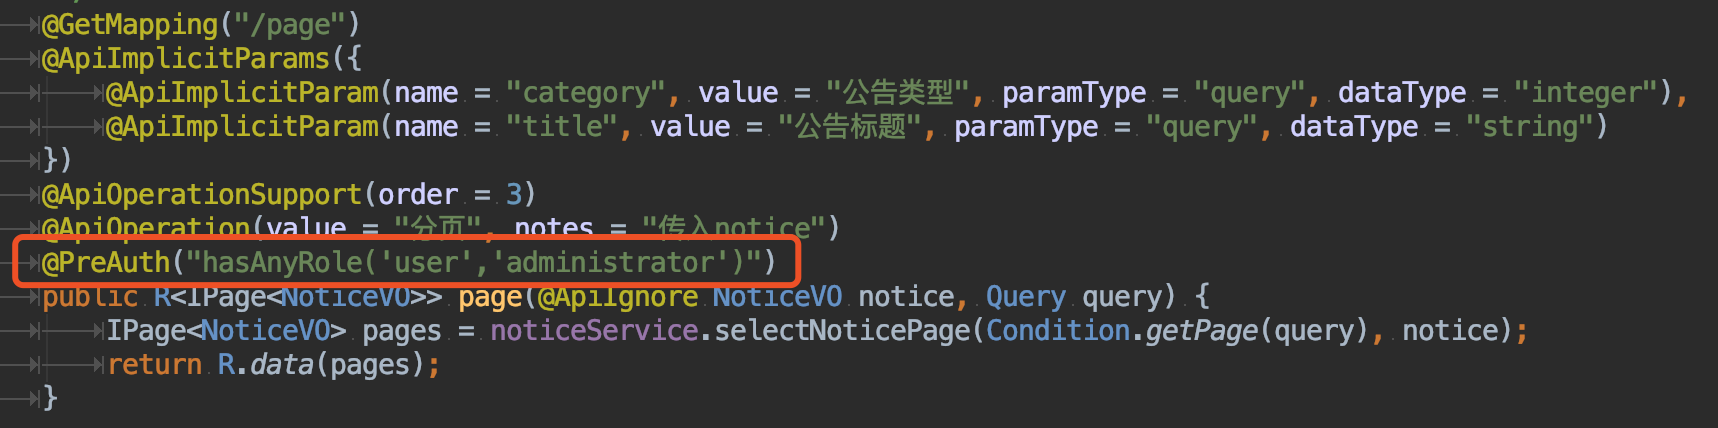 @GetMapping("/page")
@ApiImplicitParams({
@ApiImplicitParam(name = "category", value = "公告类型", paramType = "query", dataType = "integer"),
@ApiImplicitParam(name = "title", value = "公告标题", paramType = "query", dataType = "string")
})
@ApiOperationSupport(order = 3)
@ApiOperation(value = "分页", notes = "传入notice")
@PreAuth("hasAnyRole('user','administrator')")
public R<IPage<NoticeVO>> page(@ApiIgnore NoticeVO notice, Query query) {
IPage<NoticeVO> pages = noticeService.selectNoticePage(Condition.getPage(query), notice);
return R.data(pages);
}